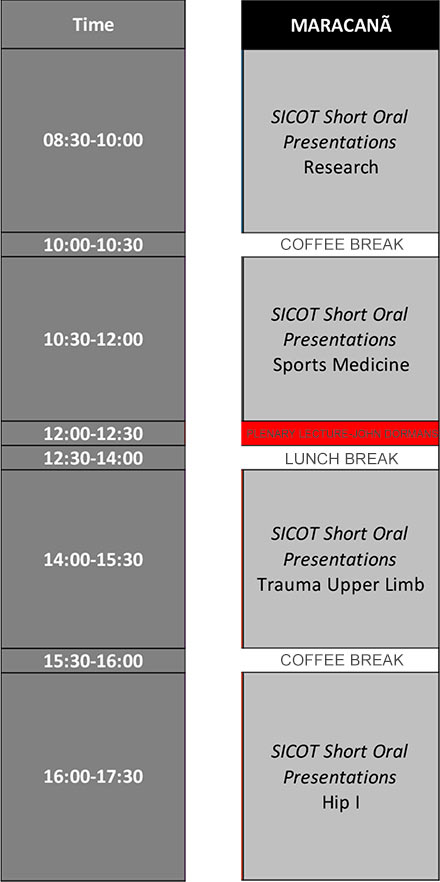 Time
MARACANÃ
08:30-10:00
SICOT Short Oral
Presentations
Research
10:00-10:30
COFFEE BREAK
10:30-12:00
SICOT Short Oral
Presentations
Sports Medicine
12:00-12:30
PLENARY LECTURE-JOHN
12:30-14:00
LUNCH BREAK
14:00-15:30
SICOT Short Oral
Presentations
Trauma Upper Limb
15:30-16:00
COFFEE BREAK
16:00-17:30
SICOT Short Oral
Presentations
Hip I